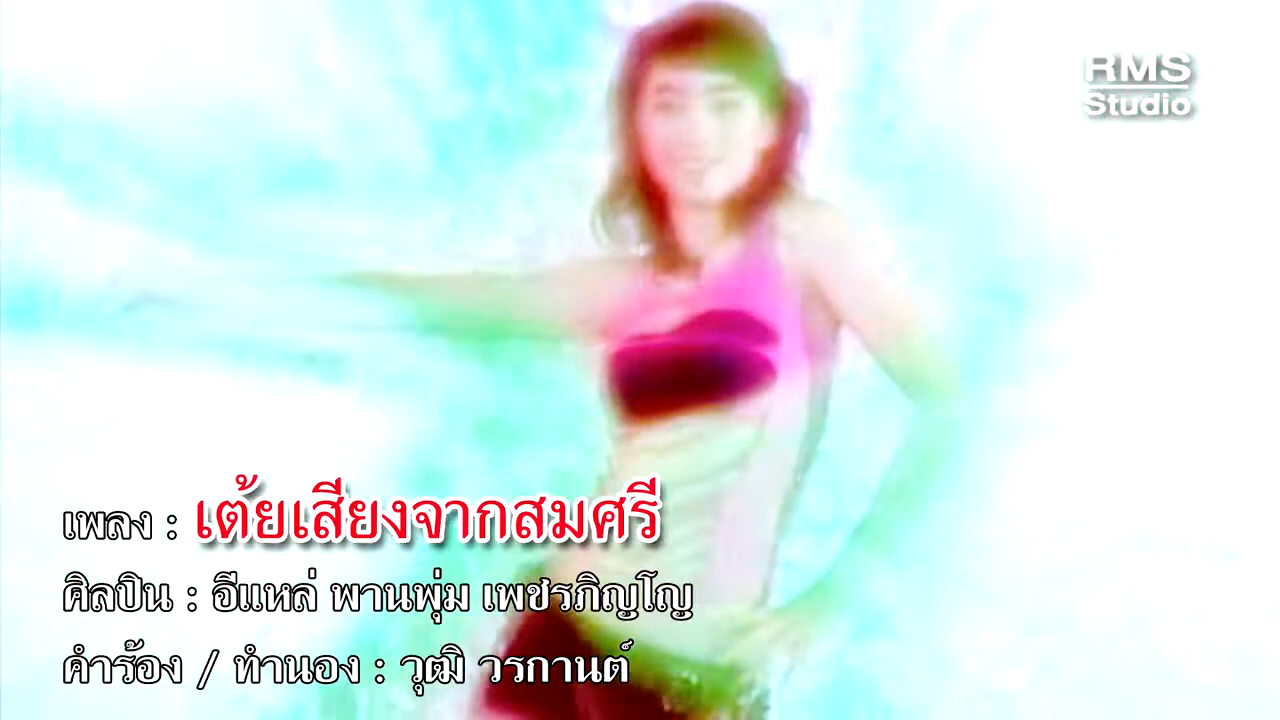 RMS
Studio
เพลง : เต้ยเสียงจากสมศรี
ศิลปิน : อีแหล่ พานพุ่ม เพชรภิญโญ
คำร้อง / ทำนอง : วุฒิ วรกานต์